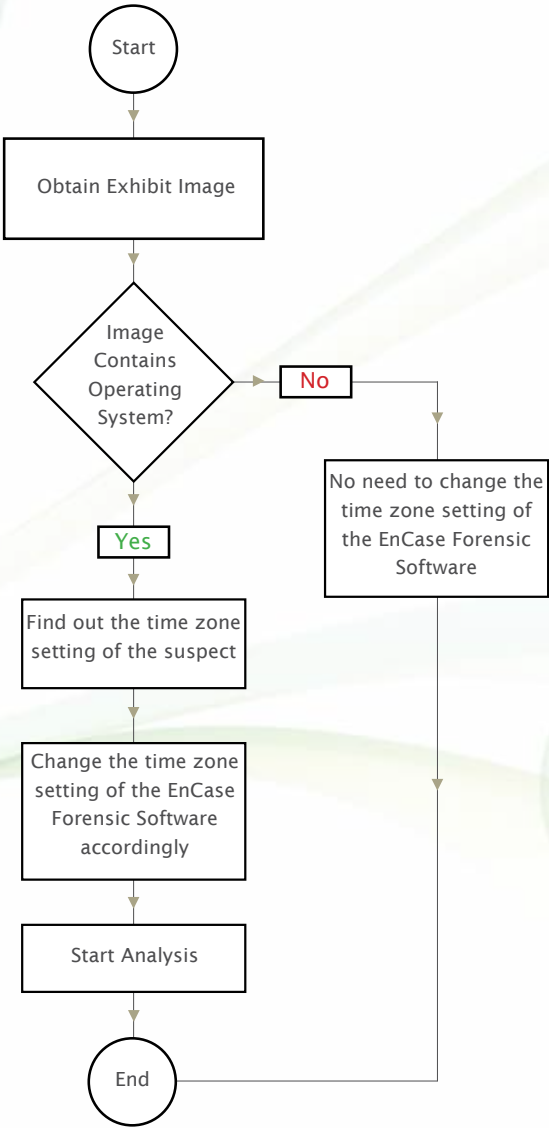 Start
Obtain Exhibit Image
Image
Contains
Operating
System?
No
No need to change the
time zone setting of
the EnCase Forensic
Software
Yes
Find out the time zone
setting of the suspect
Change the time zone
setting of the EnCase
Forensic Software
accordingly
Start Analysis
End